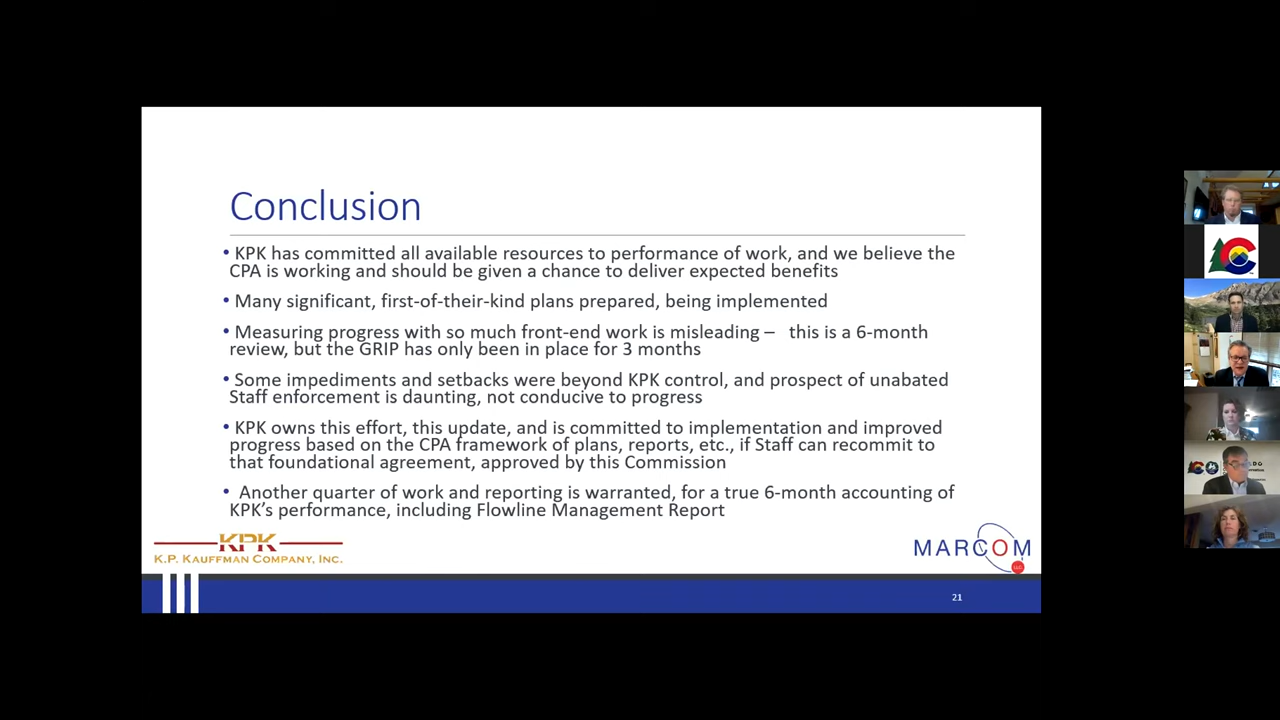 Conclusion
• KPK has committed all available resources to performance of work, and we believe the
CPA is working and should be given a chance to deliver expected benefits
• Many significant, first-of-their-kind plans prepared, being implemented
• Measuring progress with so much front-end work is misleading – this is a 6-month
review, but the GRIP has only been in place for 3 months
• Some impediments and setbacks were beyond KPK control, and prospect of unabated
Staff enforcement is daunting, not conducive to progress
• KPK owns this effort, this update, and is committed to implementation and improved
progress based on the CPA framework of plans, reports, etc., if Staff can recommit to
that foundational agreement, approved by this Commission
• Another quarter of work and reporting is warranted, for a true 6-month accounting of
KPK's performance, including Flowline Management Report
KPK
K.P. KAUFFMAN COMPANY, INC.
MARCOM
LLC
21